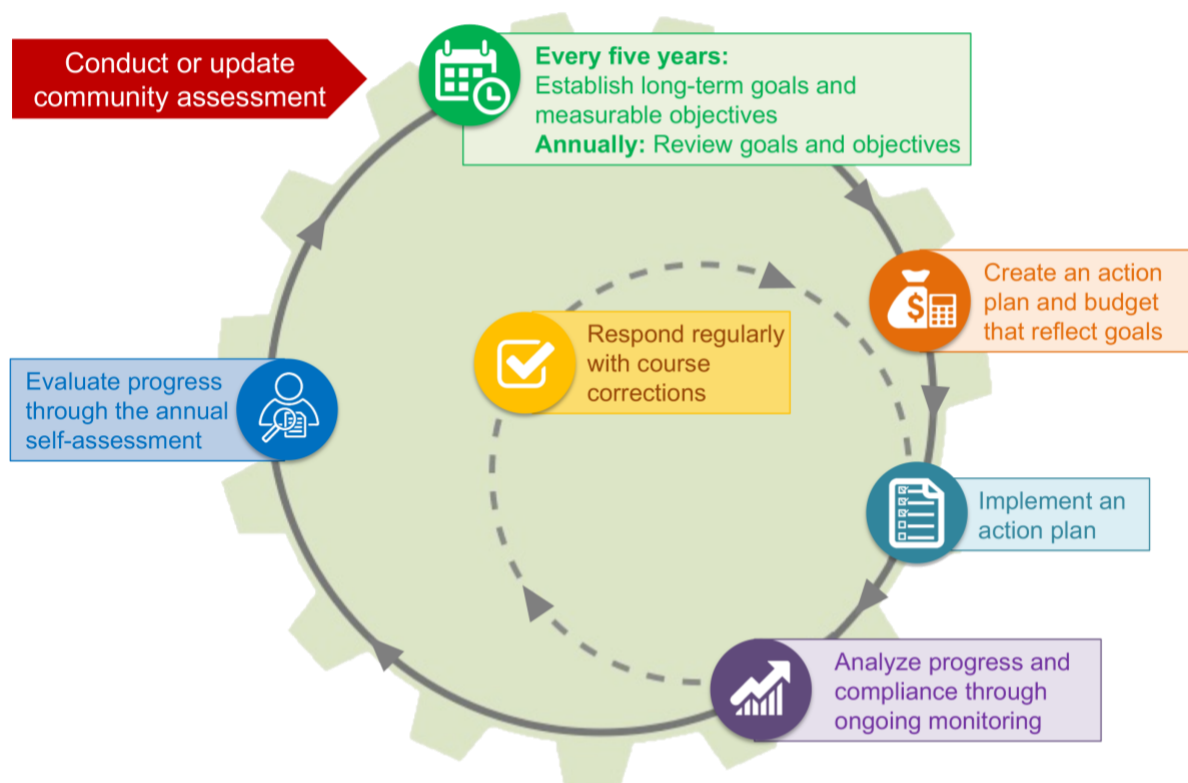 Conduct or update
community assessment
Every five years:
Establish long-term goals and
measurable objectives
Annually: Review goals and objectives
Create an action
plan and budget
that reflect goals
$
Respond regularly
with course
corrections
Evaluate progress
through the annual
self-assessment
Implement an
action plan
Analyze progress and
compliance through
ongoing monitoring